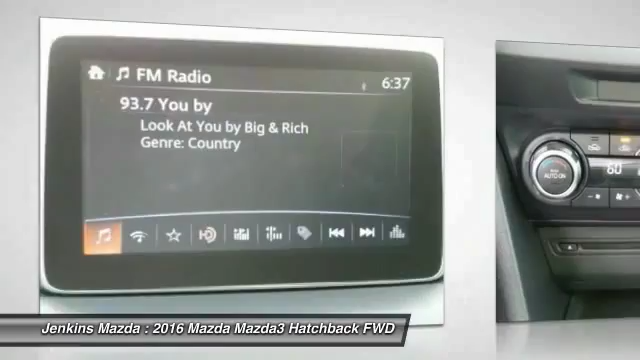 FM Radio
6:37
93.7 You by
Look At You by Big & Rich
Genre: Country
AUTO ON
60
Jenkins Mazda : 2016 Mazda Mazda3 Hatchback FWD